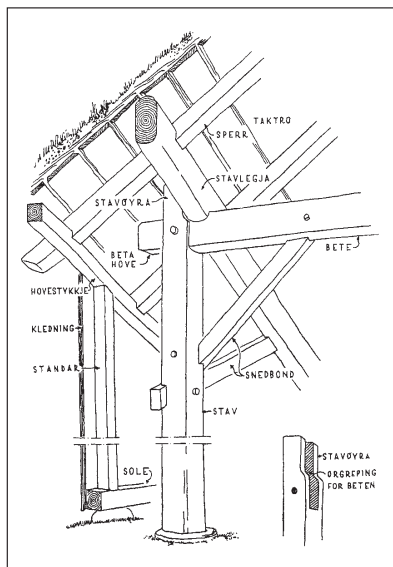 TAKTRO
SPERR
STAVLEGJA
STAVØYRA
BETA
HOVE
BETE
HOVESTYKKJE
KLEDNING
STANDAR
SNEDBOND
STAV
SOLE
STAVØYRA
ORGREPING
FOR BETEN